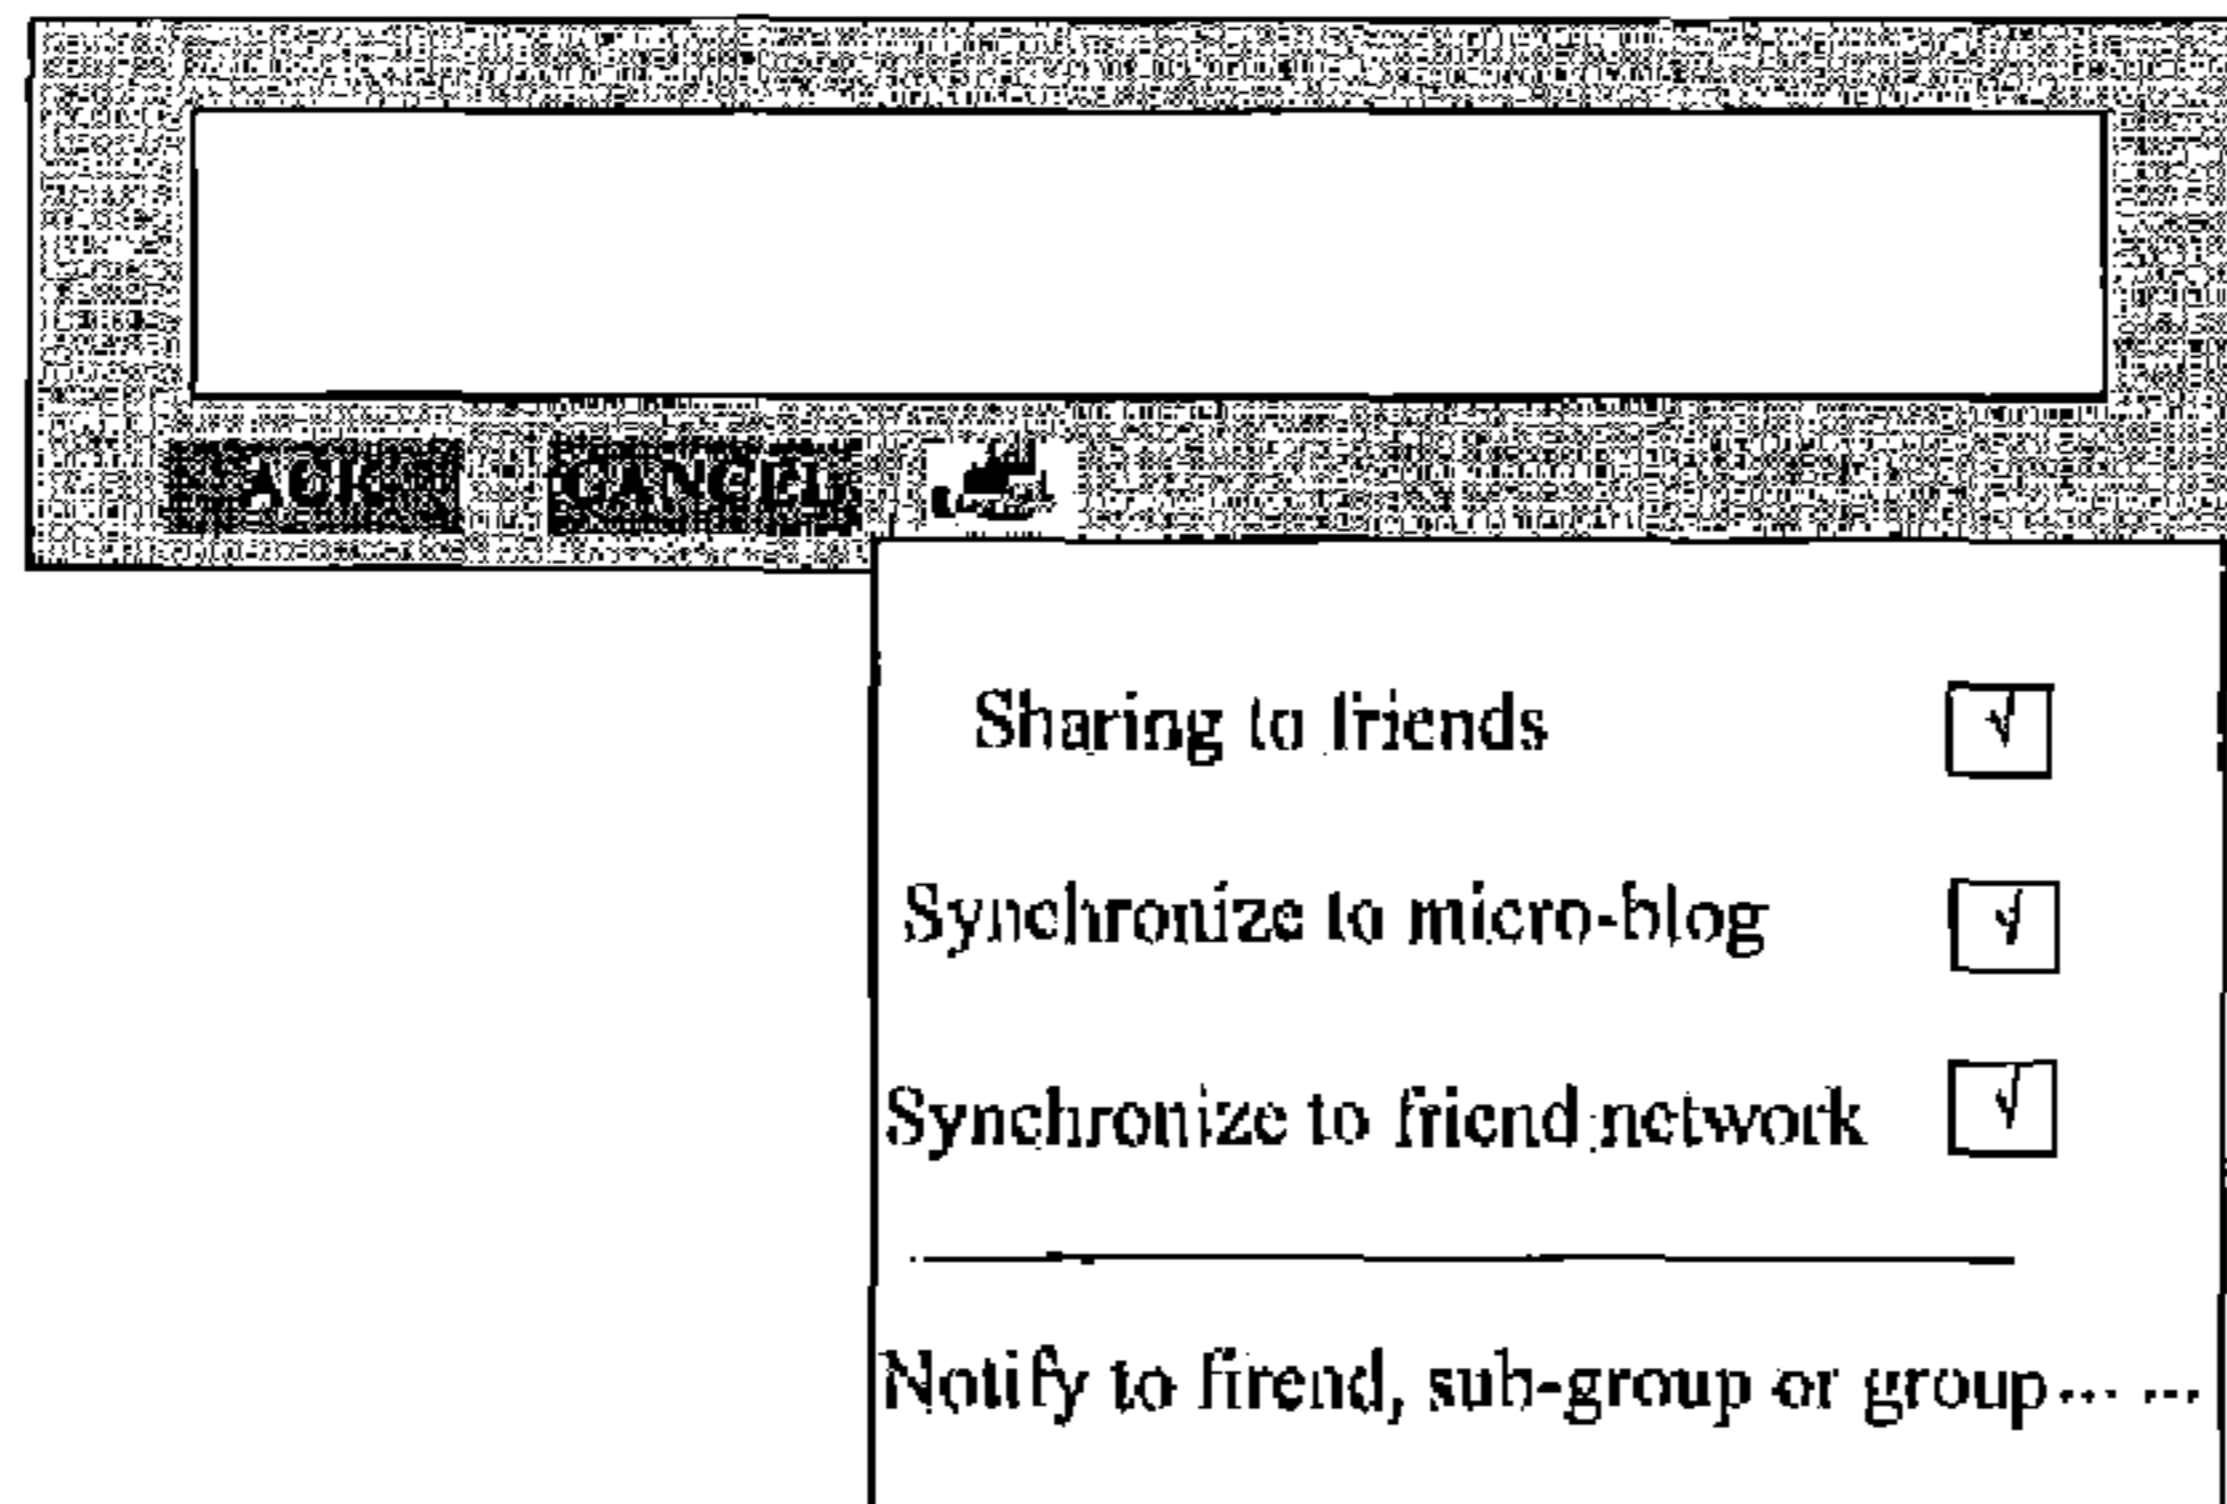 ACK
CANCEL
Sharing to friends
Synchronize to micro-blog
Synchronize to friend network
Notify to firend, sub-group or group... ...